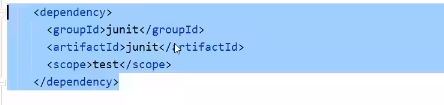 <dependency>
<groupId>junit</groupId>
<artifactId>junit</artifactId>
<scope>test</scope>
</dependency>